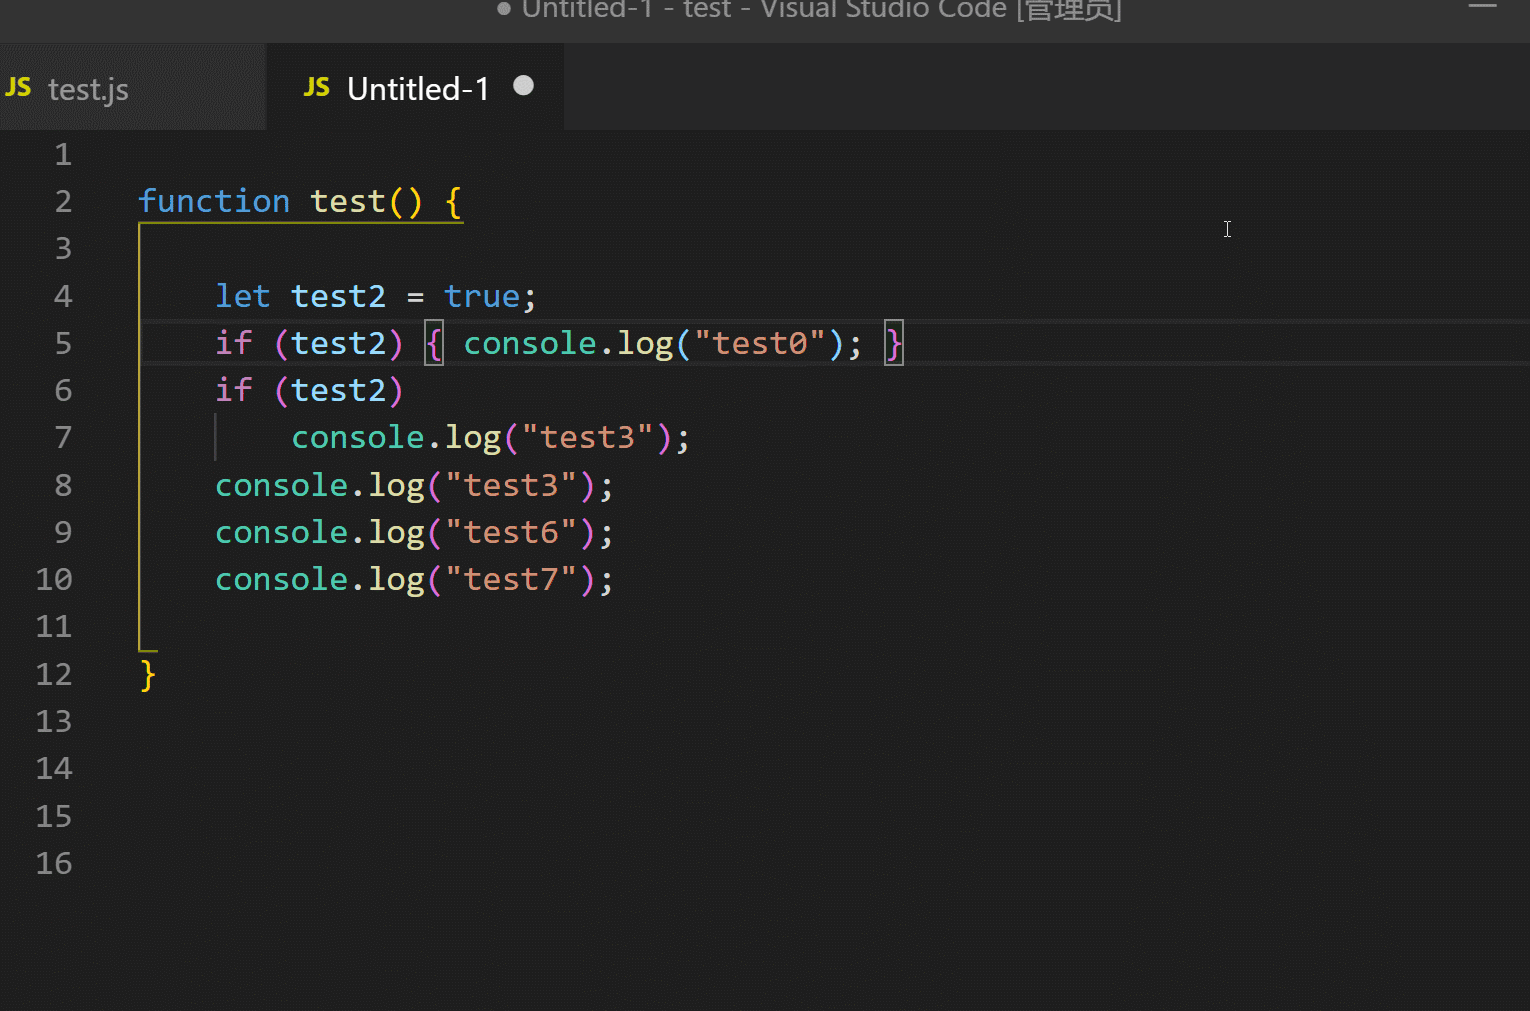 ● Untitled-1 - test - Visual Studio Code [管理员]
JS test.js JS Untitled-1
1
2 function test() {
3
4 let test2 = true;
5 if (test2) { console.log("test0"); }
6 if (test2)
7 console.log("test3");
8 console.log("test3");
9 console.log("test6");
10 console.log("test7");
11
12 }
13
14
15
16